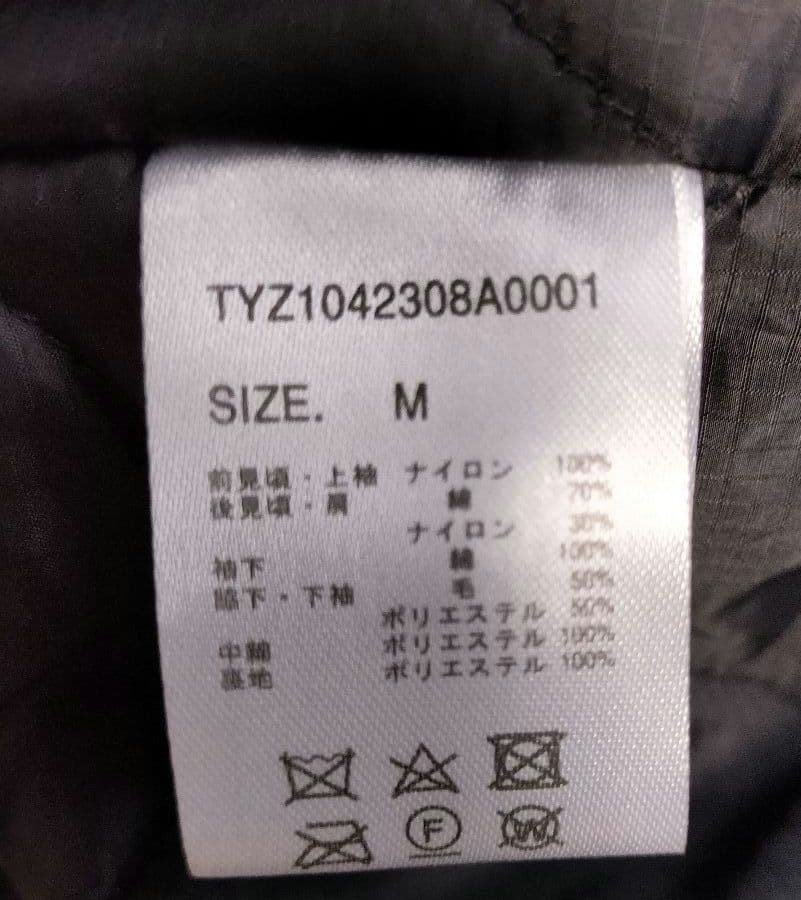 TYZ1042308A0001
SIZE. M
前見頃・上袖 ナイロン 100%
後見頃・肩 綿 70%
ナイロン 30%
袖下 綿 100%
脇下・下袖 毛 50%
ポリエステル 50%
中綿 ポリエステル 100%
裏地 ポリエステル 100%
F
W